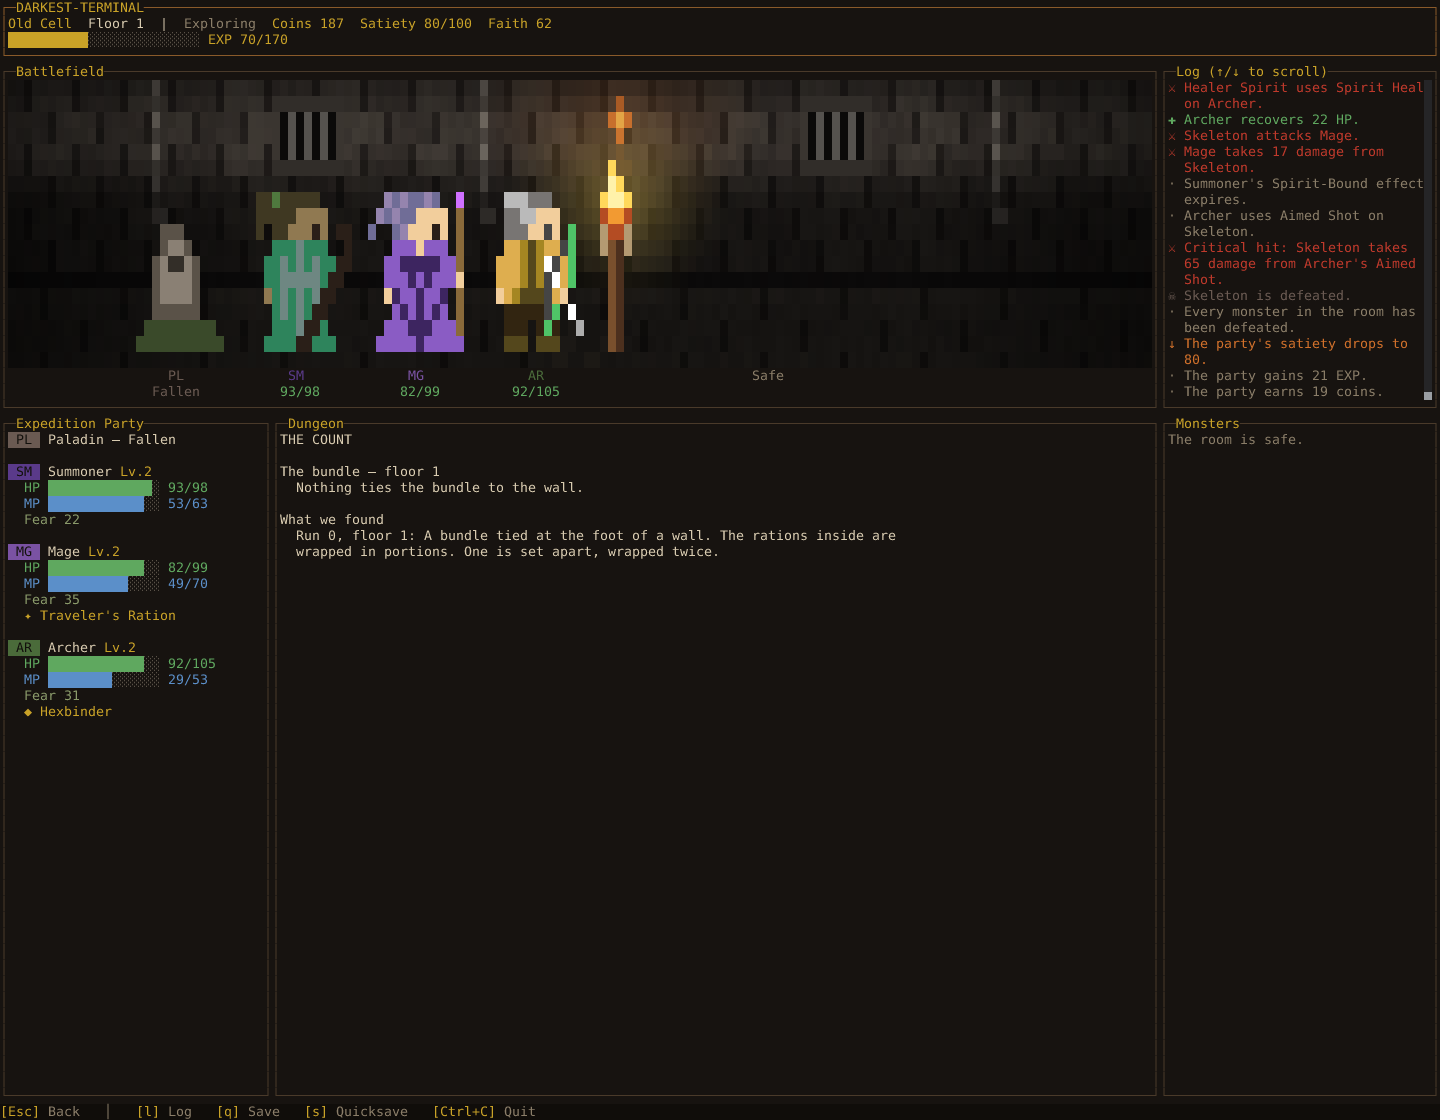 DARKEST-TERMINAL
Old Cell  Floor 1  |  Exploring  Coins 187  Satiety 80/100  Faith 62
EXP 70/170
Battlefield
PL SM MG AR Safe
Fallen 93/98 82/99 92/105
Log (↑/↓ to scroll)
⚔ Healer Spirit uses Spirit Heal
on Archer.
✚ Archer recovers 22 HP.
⚔ Skeleton attacks Mage.
⚔ Mage takes 17 damage from
Skeleton.
· Summoner's Spirit-Bound effect
expires.
· Archer uses Aimed Shot on
Skeleton.
⚔ Critical hit: Skeleton takes
65 damage from Archer's Aimed
Shot.
☠ Skeleton is defeated.
· Every monster in the room has
been defeated.
↓ The party's satiety drops to
80.
· The party gains 21 EXP.
· The party earns 19 coins.
Expedition Party
PL Paladin — Fallen
SM Summoner Lv.2
HP 93/98
MP 53/63
Fear 22
MG Mage Lv.2
HP 82/99
MP 49/70
Fear 35
✦ Traveler's Ration
AR Archer Lv.2
HP 92/105
MP 29/53
Fear 31
◆ Hexbinder
Dungeon
THE COUNT
The bundle — floor 1
Nothing ties the bundle to the wall.
What we found
Run 0, floor 1: A bundle tied at the foot of a wall. The rations inside are
wrapped in portions. One is set apart, wrapped twice.
Monsters
The room is safe.
[Esc] Back  │  [l] Log  [q] Save  [s] Quicksave  [Ctrl+C] Quit